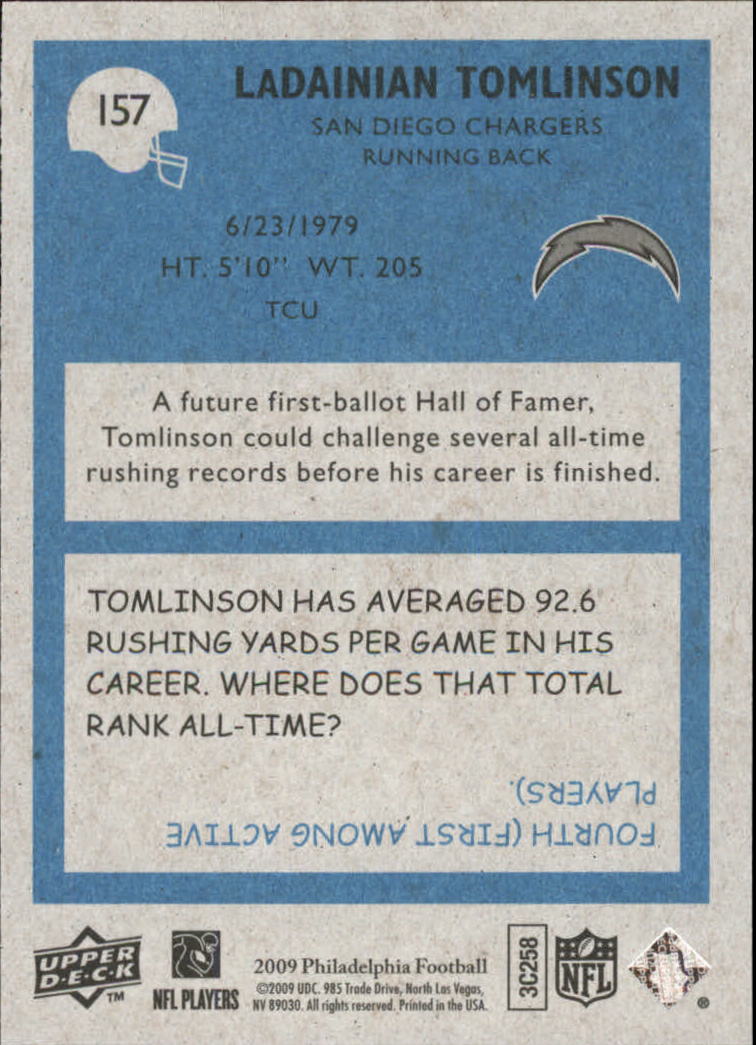 157
LADAINIAN TOMLINSON
SAN DIEGO CHARGERS
RUNNING BACK
6/23/1979
HT. 5'10" WT. 205
TCU
A future first-ballot Hall of Famer,
Tomlinson could challenge several all-time
rushing records before his career is finished.
TOMLINSON HAS AVERAGED 92.6
RUSHING YARDS PER GAME IN HIS
CAREER. WHERE DOES THAT TOTAL
RANK ALL-TIME?
FOURTH (FIRST AMONG ACTIVE
PLAYERS).
UPPER
D•E•C•K
TM
NFL PLAYERS
2009 Philadelphia Football
©2009 UDC. 985 Trade Drive, North Las Vegas,
NV 89030. All rights reserved. Printed in the USA.
3C258
NFL
®